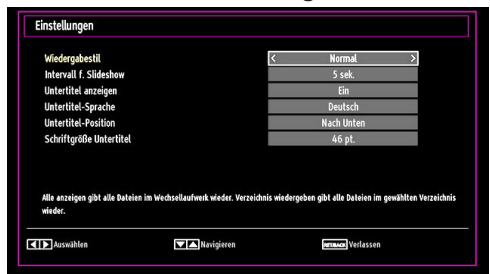 Einstellungen
Wiedergabestil < Normal >
Intervall f. Slideshow 5 sek.
Untertitel anzeigen Ein
Untertitel-Sprache Deutsch
Untertitel-Position Nach Unten
Schriftgröße Untertitel 46 pt.
Alle anzeigen gibt alle Dateien im Wechsellaufwerk wieder. Verzeichnis wiedergeben gibt alle Dateien im gewählten Verzeichnis
wieder.
Auswählen Navigieren RET/BACK Verlassen